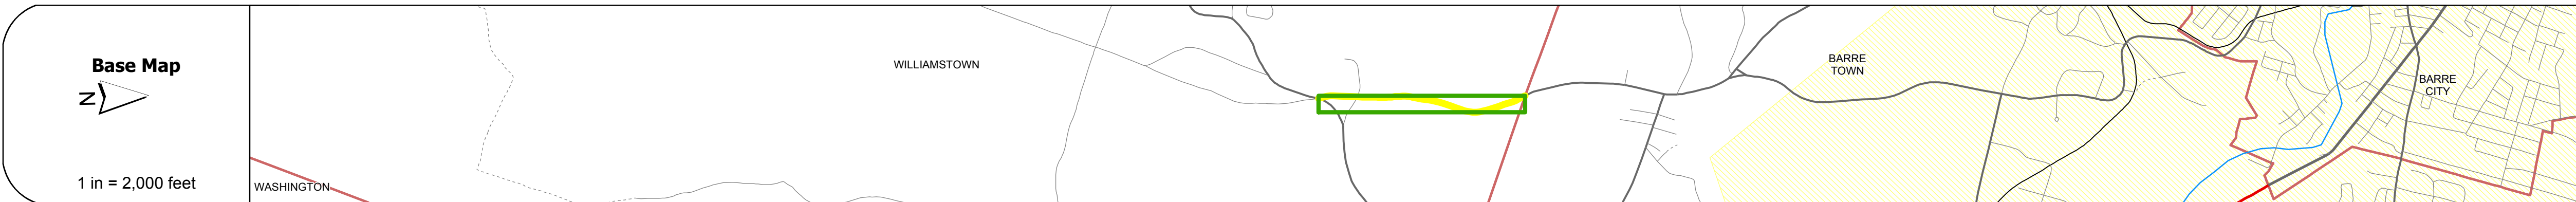 Base Map
N
1 in = 2,000 feet
WASHINGTON
WILLIAMSTOWN
BARRE
TOWN
BARRE
CITY